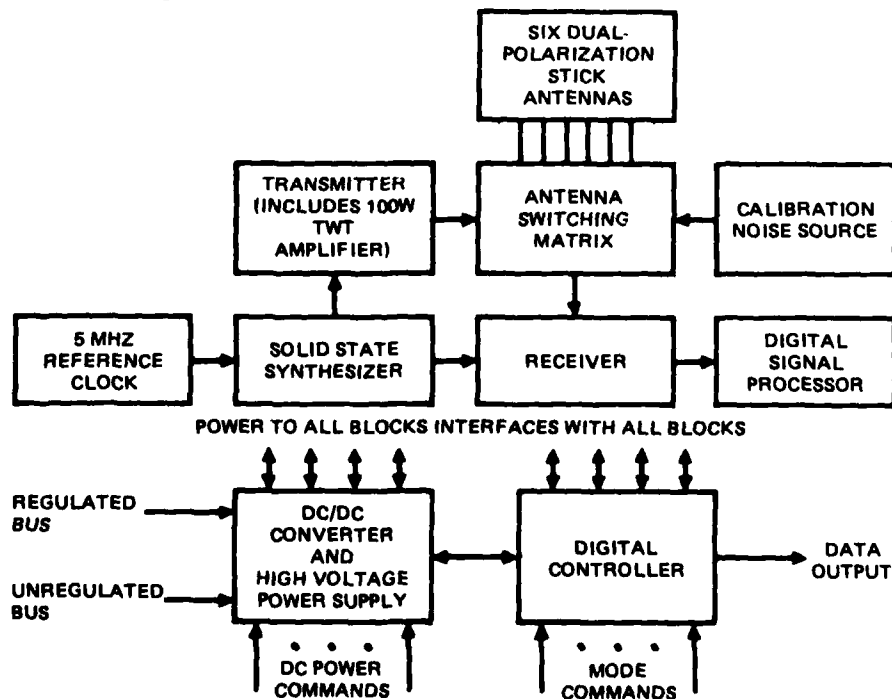 SIX DUAL-
POLARIZATION
STICK
ANTENNAS
TRANSMITTER
(INCLUDES 100W
TWT
AMPLIFIER)
ANTENNA
SWITCHING
MATRIX
CALIBRATION
NOISE SOURCE
5 MHZ
REFERENCE
CLOCK
SOLID STATE
SYNTHESIZER
RECEIVER
DIGITAL
SIGNAL
PROCESSOR
POWER TO ALL BLOCKS INTERFACES WITH ALL BLOCKS
REGULATED
BUS
UNREGULATED
BUS
DC/DC
CONVERTER
AND
HIGH VOLTAGE
POWER SUPPLY
DIGITAL
CONTROLLER
DATA
OUTPUT
DC POWER
COMMANDS
MODE
COMMANDS